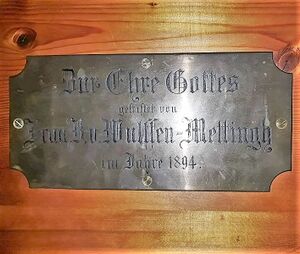 Zur Ehre Gottes
gestiftet von
Frau K.v. Wulffen-Mettingh
im Jahre 1894.